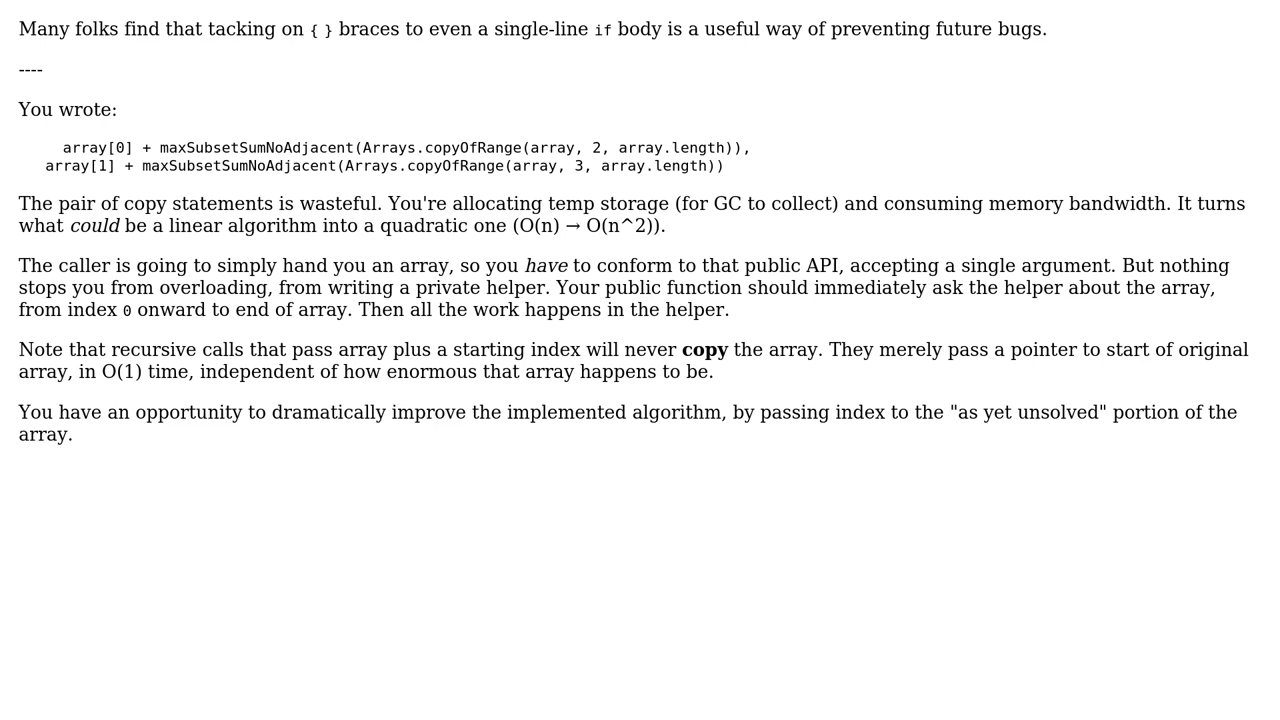 Many folks find that tacking on { } braces to even a single-line if body is a useful way of preventing future bugs.
----
You wrote:
array[0] + maxSubsetSumNoAdjacent(Arrays.copyOfRange(array, 2, array.length)),
array[1] + maxSubsetSumNoAdjacent(Arrays.copyOfRange(array, 3, array.length))
The pair of copy statements is wasteful. You're allocating temp storage (for GC to collect) and consuming memory bandwidth. It turns
what could be a linear algorithm into a quadratic one (O(n) → O(n^2)).
The caller is going to simply hand you an array, so you have to conform to that public API, accepting a single argument. But nothing
stops you from overloading, from writing a private helper. Your public function should immediately ask the helper about the array,
from index 0 onward to end of array. Then all the work happens in the helper.
Note that recursive calls that pass array plus a starting index will never copy the array. They merely pass a pointer to start of original
array, in O(1) time, independent of how enormous that array happens to be.
You have an opportunity to dramatically improve the implemented algorithm, by passing index to the "as yet unsolved" portion of the
array.